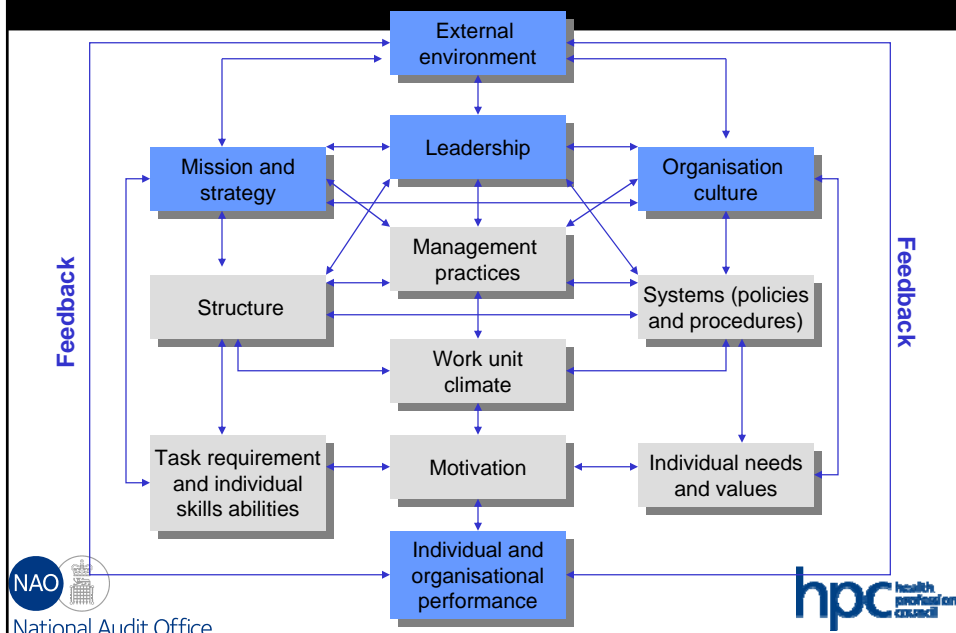 External
environment
Leadership
Mission and
strategy
Organisation
culture
Management
practices
Structure
Systems (policies
and procedures)
Feedback
Feedback
Work unit
climate
Task requirement
and individual
skills abilities
Motivation
Individual needs
and values
Individual and
organisational
performance
NAO
National Audit Office
hpc
health
profession
council